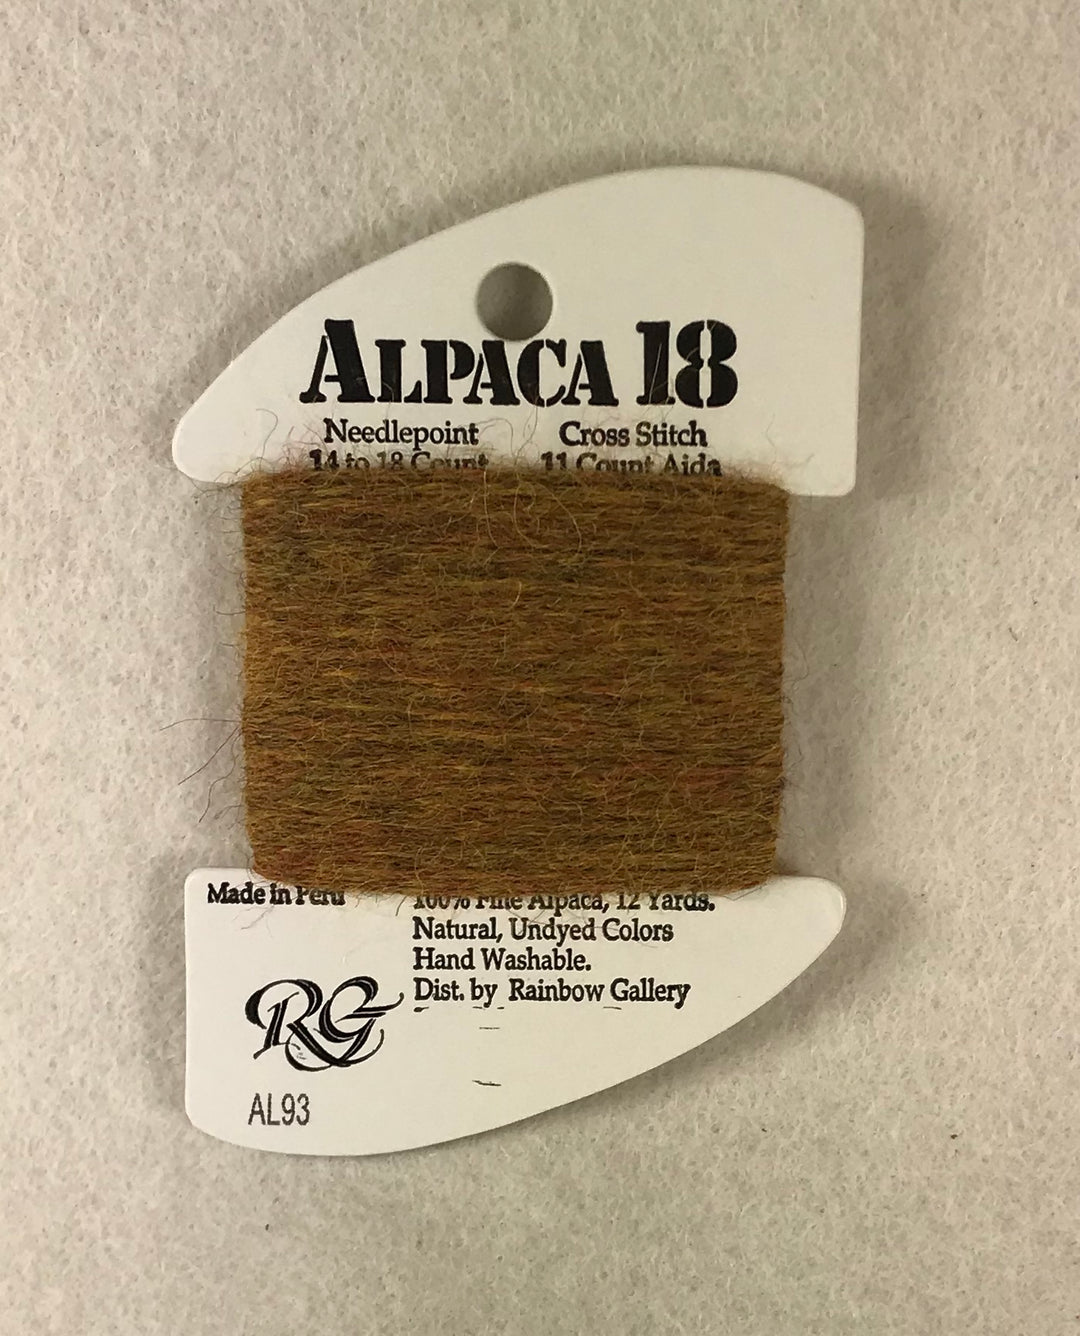 ALPACA 18
Needlepoint Cross Stitch
14 to 18 Count 11 Count Aida
Made in Peru
100% Fine Alpaca, 12 Yards.
Natural, Undyed Colors
Hand Washable.
Dist. by Rainbow Gallery
RG
AL93